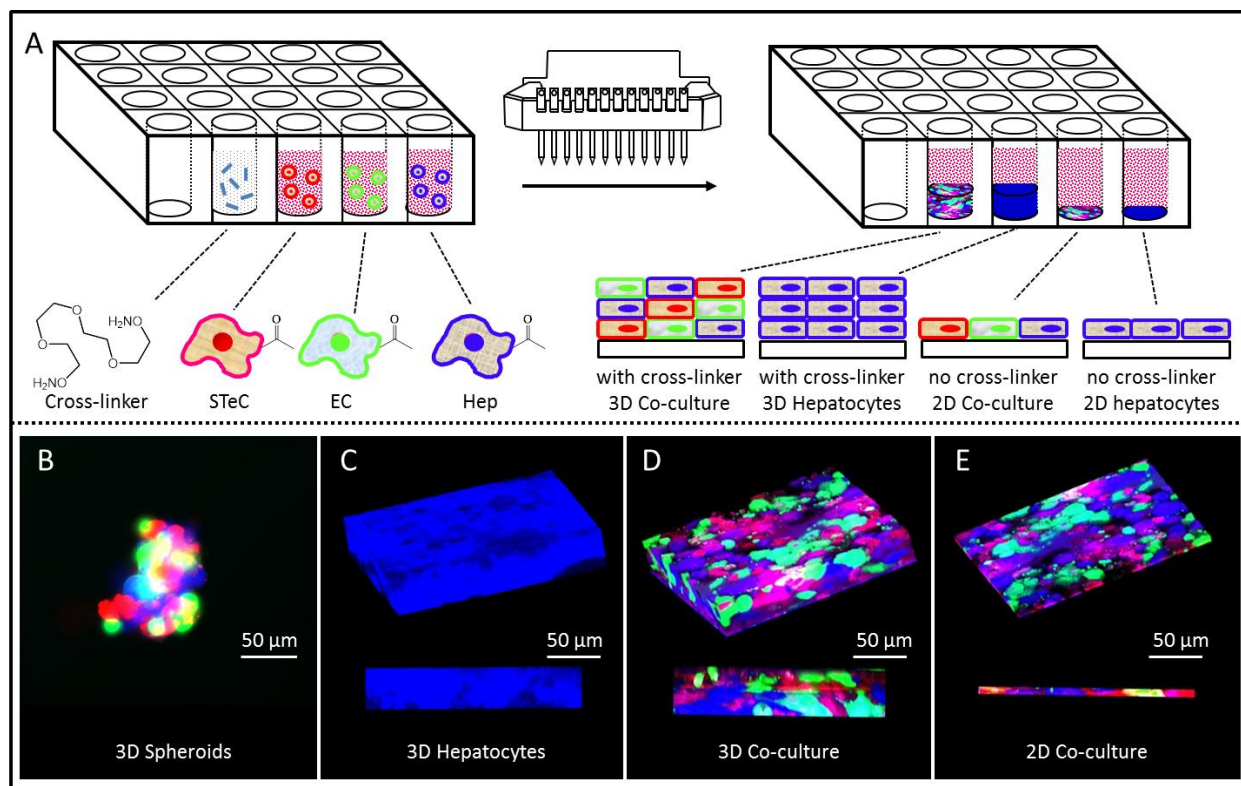 A
H₂NO
O
O
O
O
H₂NO
O
O
O
Cross-linker
STeC
EC
Hep
with cross-linker
3D Co-culture
with cross-linker
3D Hepatocytes
no cross-linker
2D Co-culture
no cross-linker
2D hepatocytes
B
50 µm
3D Spheroids
C
50 µm
3D Hepatocytes
D
50 µm
3D Co-culture
E
50 µm
2D Co-culture